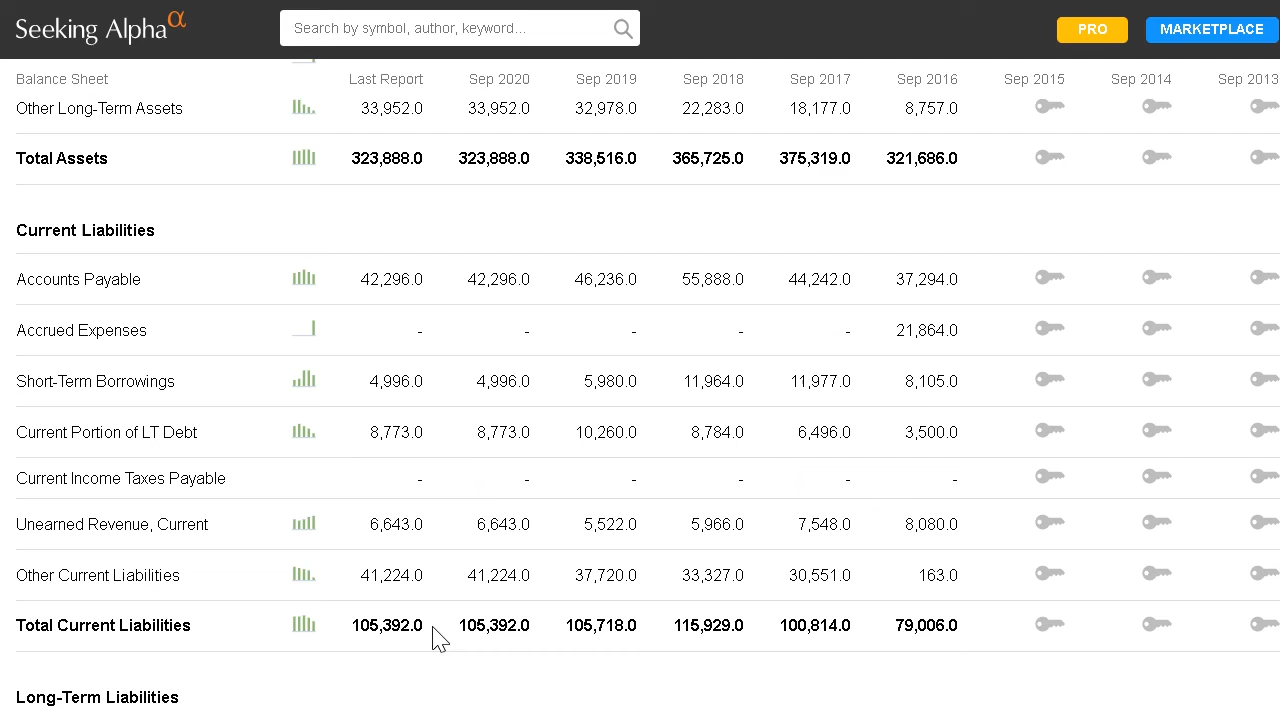 Seeking Alphaα
Search by symbol, author, keyword...
PRO
MARKETPLACE
Balance Sheet Last Report Sep 2020 Sep 2019 Sep 2018 Sep 2017 Sep 2016 Sep 2015 Sep 2014 Sep 2013
Other Long-Term Assets 33,952.0 33,952.0 32,978.0 22,283.0 18,177.0 8,757.0
Total Assets 323,888.0 323,888.0 338,516.0 365,725.0 375,319.0 321,686.0
Current Liabilities
Accounts Payable 42,296.0 42,296.0 46,236.0 55,888.0 44,242.0 37,294.0
Accrued Expenses - - - - - 21,864.0
Short-Term Borrowings 4,996.0 4,996.0 5,980.0 11,964.0 11,977.0 8,105.0
Current Portion of LT Debt 8,773.0 8,773.0 10,260.0 8,784.0 6,496.0 3,500.0
Current Income Taxes Payable - - - - - -
Unearned Revenue, Current 6,643.0 6,643.0 5,522.0 5,966.0 7,548.0 8,080.0
Other Current Liabilities 41,224.0 41,224.0 37,720.0 33,327.0 30,551.0 163.0
Total Current Liabilities 105,392.0 105,392.0 105,718.0 115,929.0 100,814.0 79,006.0
Long-Term Liabilities